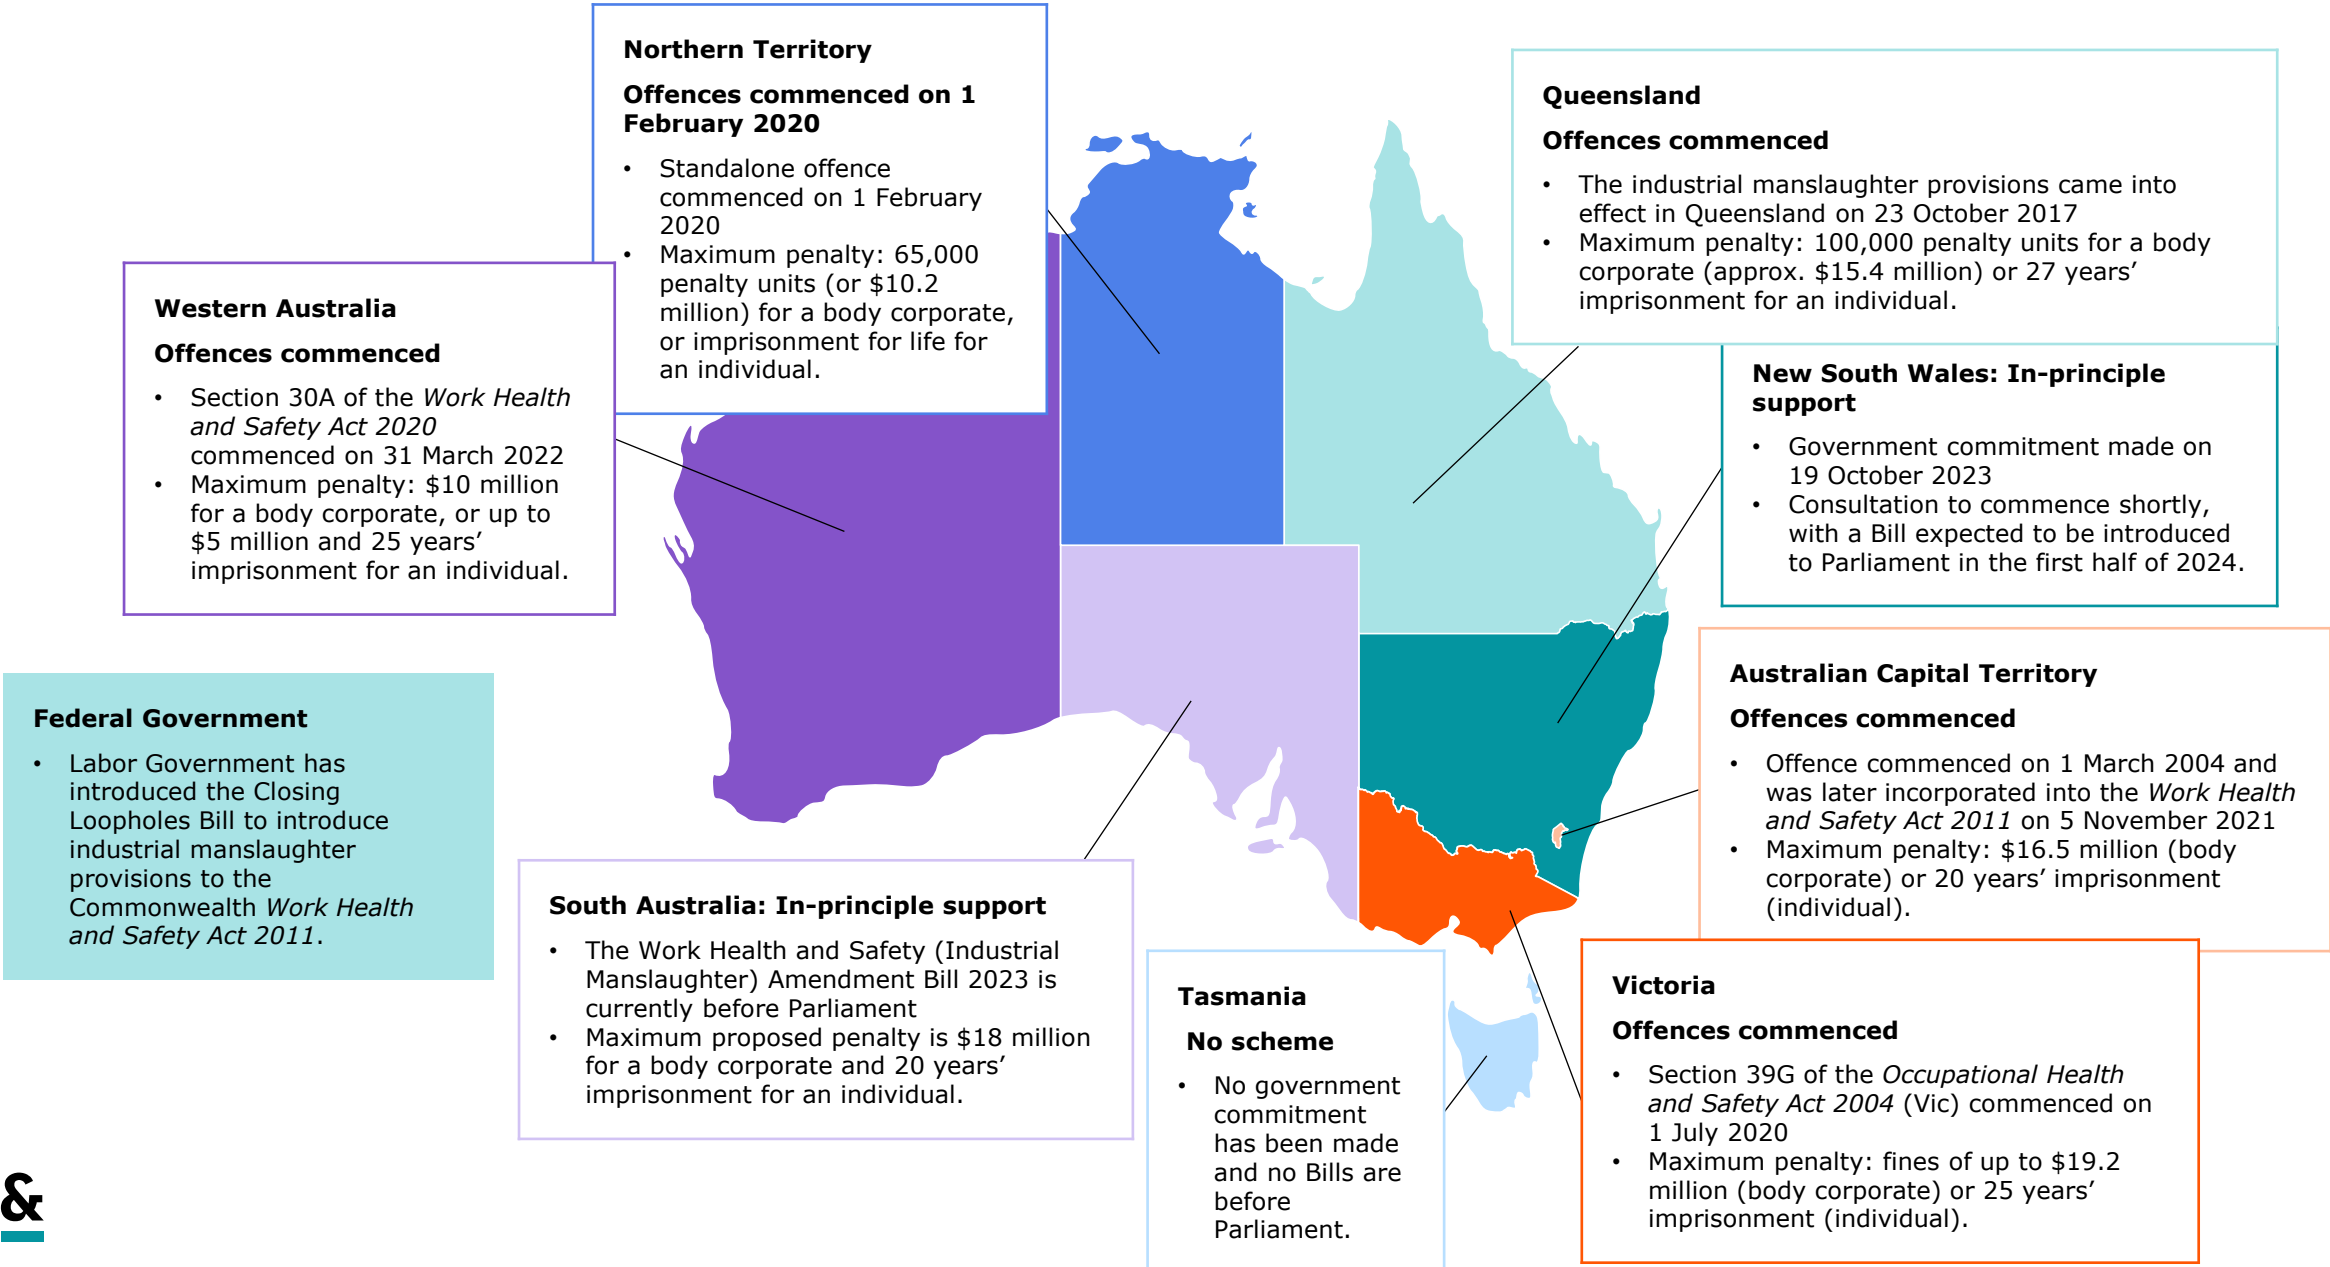 Northern Territory
Offences commenced on 1
February 2020
• Standalone offence
commenced on 1 February
2020
• Maximum penalty: 65,000
penalty units (or $10.2
million) for a body corporate,
or imprisonment for life for
an individual.
Queensland
Offences commenced
• The industrial manslaughter provisions came into
effect in Queensland on 23 October 2017
• Maximum penalty: 100,000 penalty units for a body
corporate (approx. $15.4 million) or 27 years’
imprisonment for an individual.
Western Australia
Offences commenced
• Section 30A of the Work Health
and Safety Act 2020
commenced on 31 March 2022
• Maximum penalty: $10 million
for a body corporate, or up to
$5 million and 25 years’
imprisonment for an individual.
New South Wales: In-principle
support
• Government commitment made on
19 October 2023
• Consultation to commence shortly,
with a Bill expected to be introduced
to Parliament in the first half of 2024.
Australian Capital Territory
Offences commenced
• Offence commenced on 1 March 2004 and
was later incorporated into the Work Health
and Safety Act 2011 on 5 November 2021
• Maximum penalty: $16.5 million (body
corporate) or 20 years’ imprisonment
(individual).
Federal Government
• Labor Government has
introduced the Closing
Loopholes Bill to introduce
industrial manslaughter
provisions to the
Commonwealth Work Health
and Safety Act 2011.
South Australia: In-principle support
• The Work Health and Safety (Industrial
Manslaughter) Amendment Bill 2023 is
currently before Parliament
• Maximum proposed penalty is $18 million
for a body corporate and 20 years’
imprisonment for an individual.
Tasmania
No scheme
• No government
commitment
has been made
and no Bills are
before
Parliament.
Victoria
Offences commenced
• Section 39G of the Occupational Health
and Safety Act 2004 (Vic) commenced on
1 July 2020
• Maximum penalty: fines of up to $19.2
million (body corporate) or 25 years’
imprisonment (individual).
&